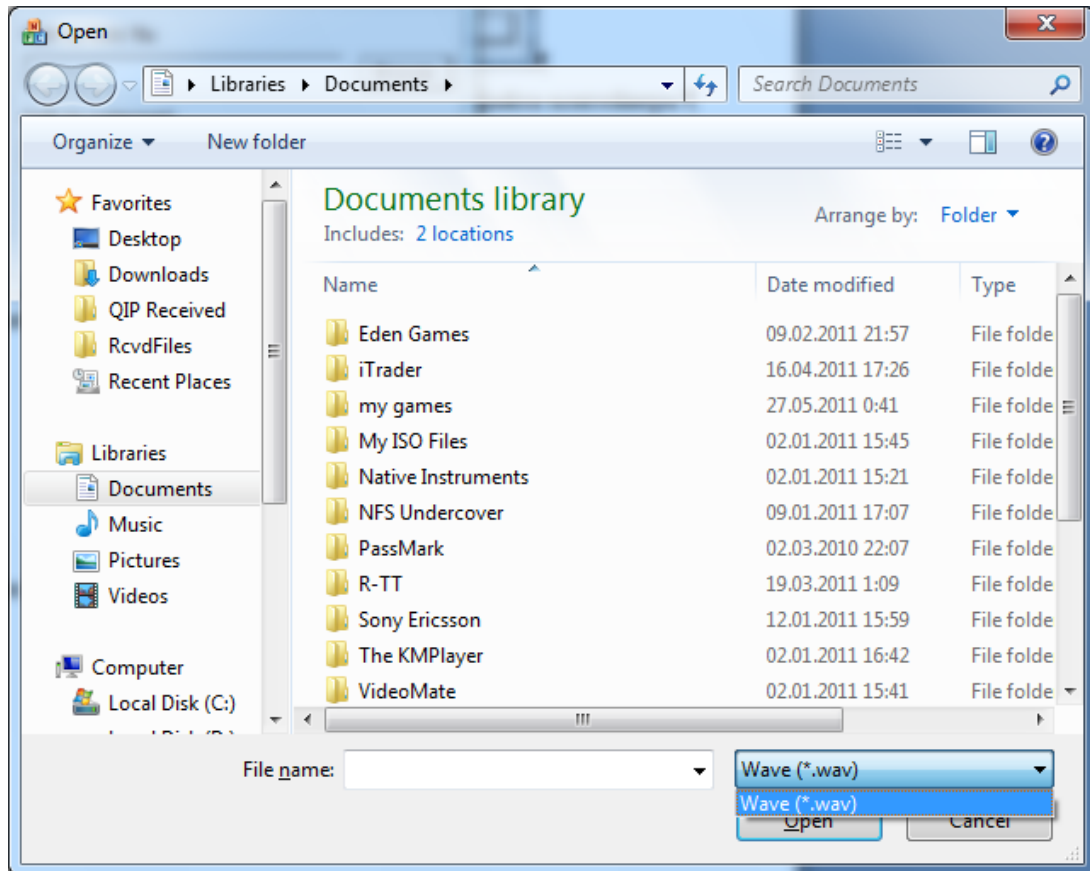 Open
Libraries Documents
Search Documents
Organize New folder
Favorites
Desktop
Downloads
QIP Received
RcvdFiles
Recent Places
Libraries
Documents
Music
Pictures
Videos
Computer
Local Disk (C:)
Documents library
Includes: 2 locations
Arrange by: Folder
Name Date modified Type
Eden Games 09.02.2011 21:57 File folde
iTrader 16.04.2011 17:26 File folde
my games 27.05.2011 0:41 File folde
My ISO Files 02.01.2011 15:45 File folde
Native Instruments 02.01.2011 15:21 File folde
NFS Undercover 09.01.2011 17:07 File folde
PassMark 02.03.2010 22:07 File folde
R-TT 19.03.2011 1:09 File folde
Sony Ericsson 12.01.2011 15:59 File folde
The KMPlayer 02.01.2011 16:42 File folde
VideoMate 02.01.2011 15:41 File folde
File name:
Wave (*.wav)
Wave (*.wav)
Open Cancel